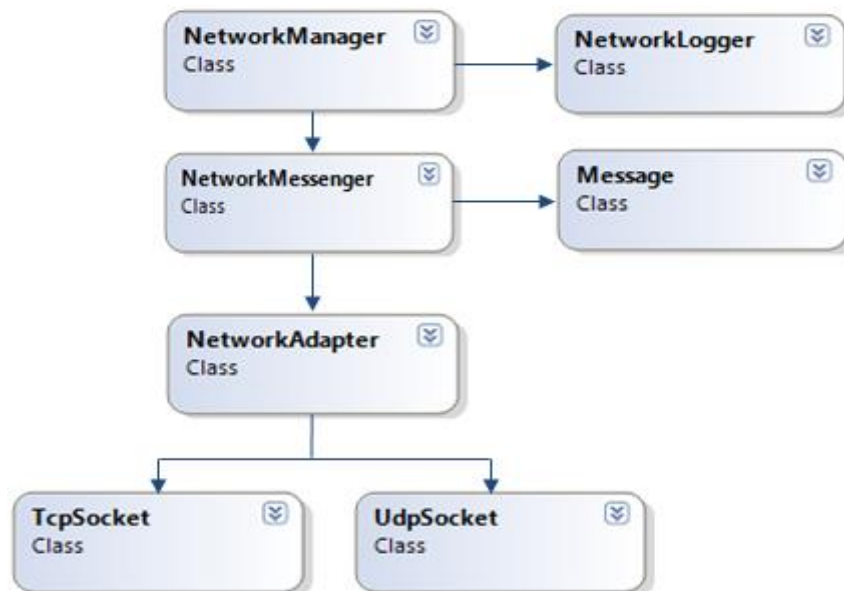 NetworkManager
Class
NetworkLogger
Class
NetworkMessenger
Class
Message
Class
NetworkAdapter
Class
TcpSocket
Class
UdpSocket
Class